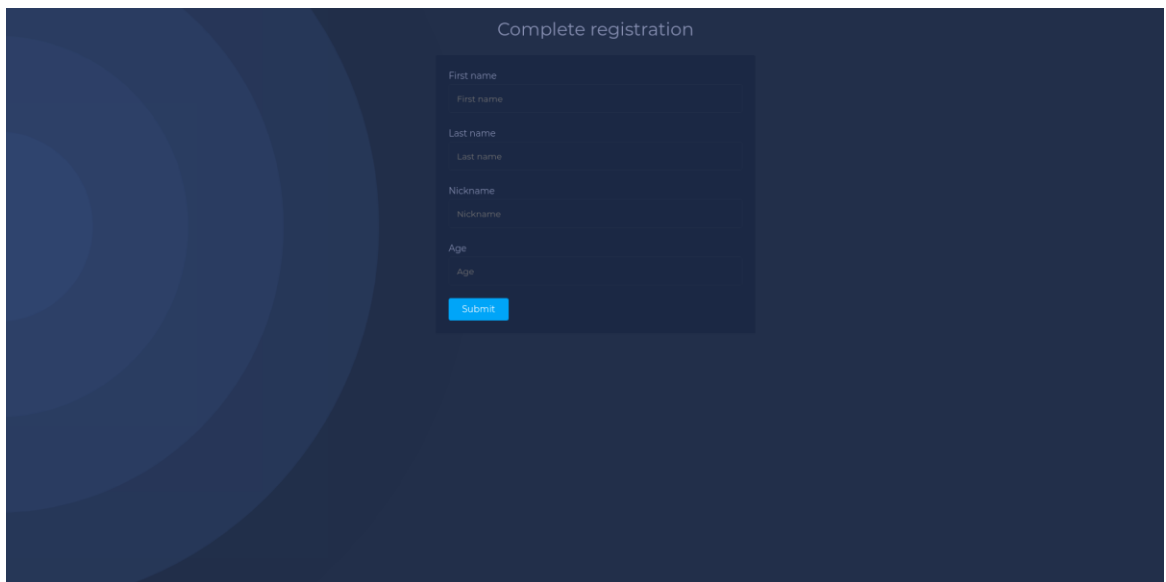 Complete registration
First name
First name
Last name
Last name
Nickname
Nickname
Age
Age
Submit